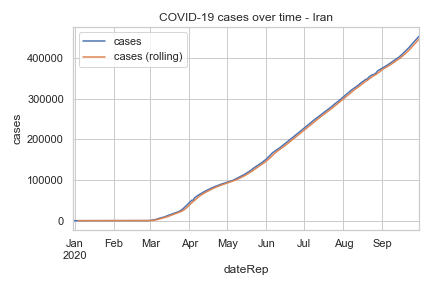 COVID-19 cases over time - Iran
cases
cases (rolling)
400000
300000
200000
100000
0
cases
Jan Feb Mar Apr May Jun Jul Aug Sep
2020
dateRep